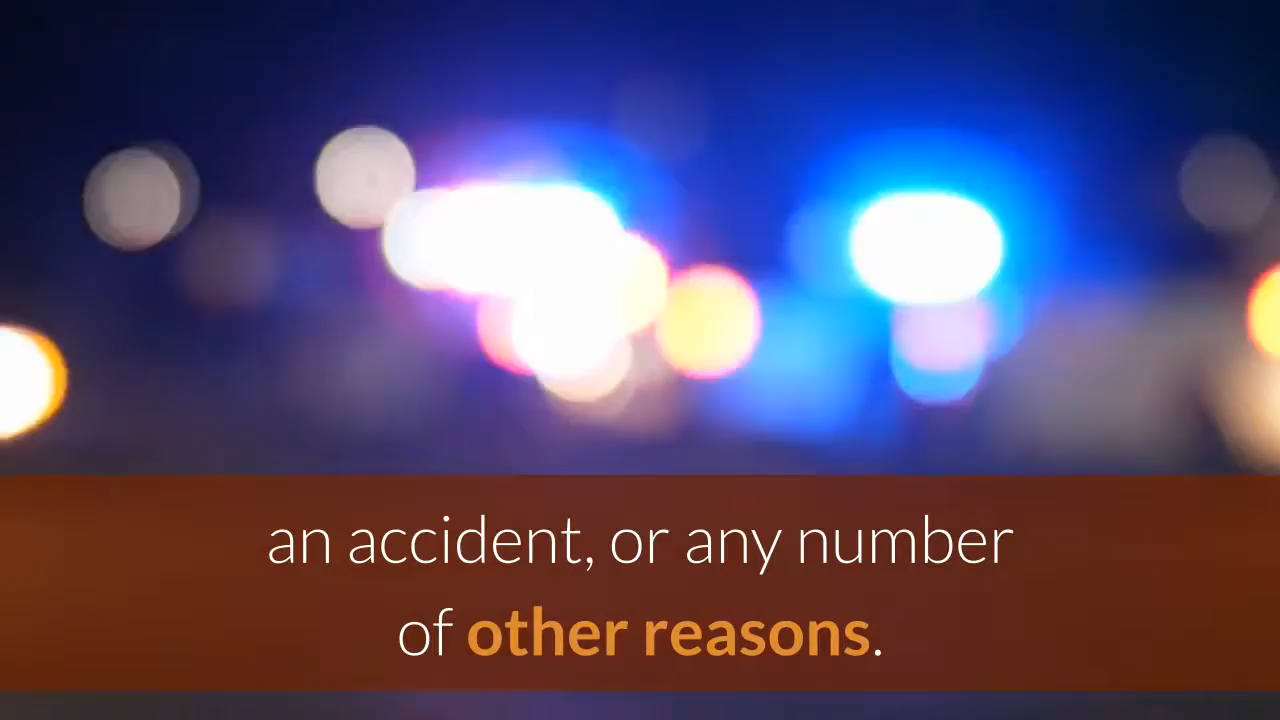 an accident, or any number
of other reasons.